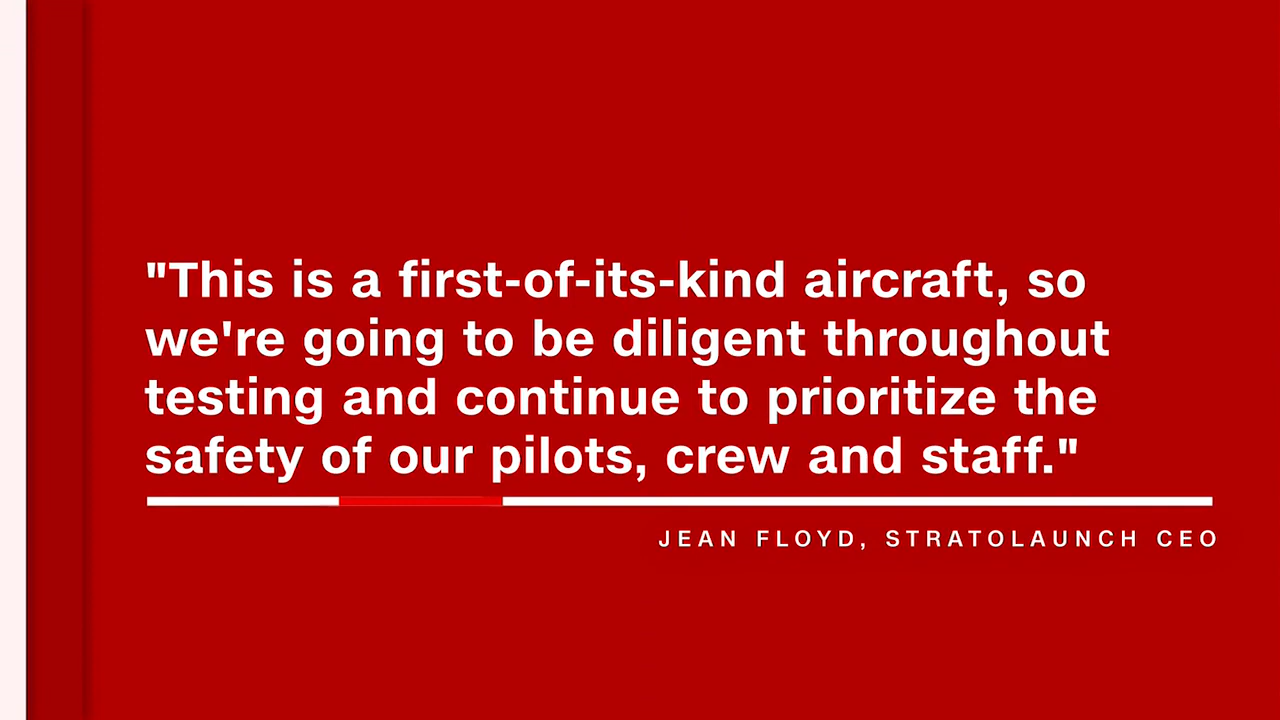 "This is a first-of-its-kind aircraft, so
we're going to be diligent throughout
testing and continue to prioritize the
safety of our pilots, crew and staff."
JEAN FLOYD, STRATOLAUNCH CEO